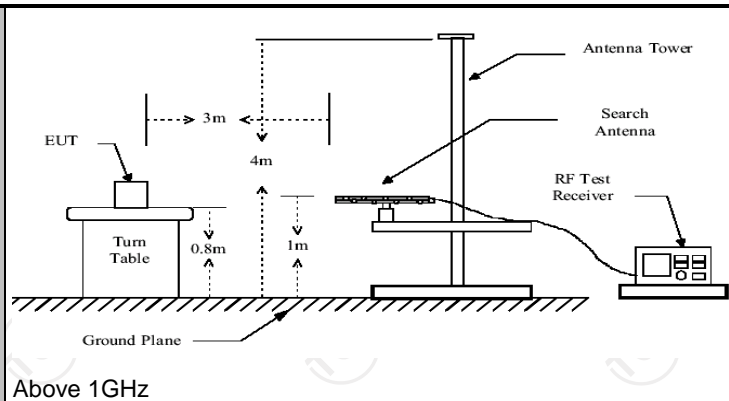 Antenna Tower
3m
Search
Antenna
EUT
4m
RF Test
Receiver
Turn
Table
0.8m
1m
Ground Plane
Above 1GHz